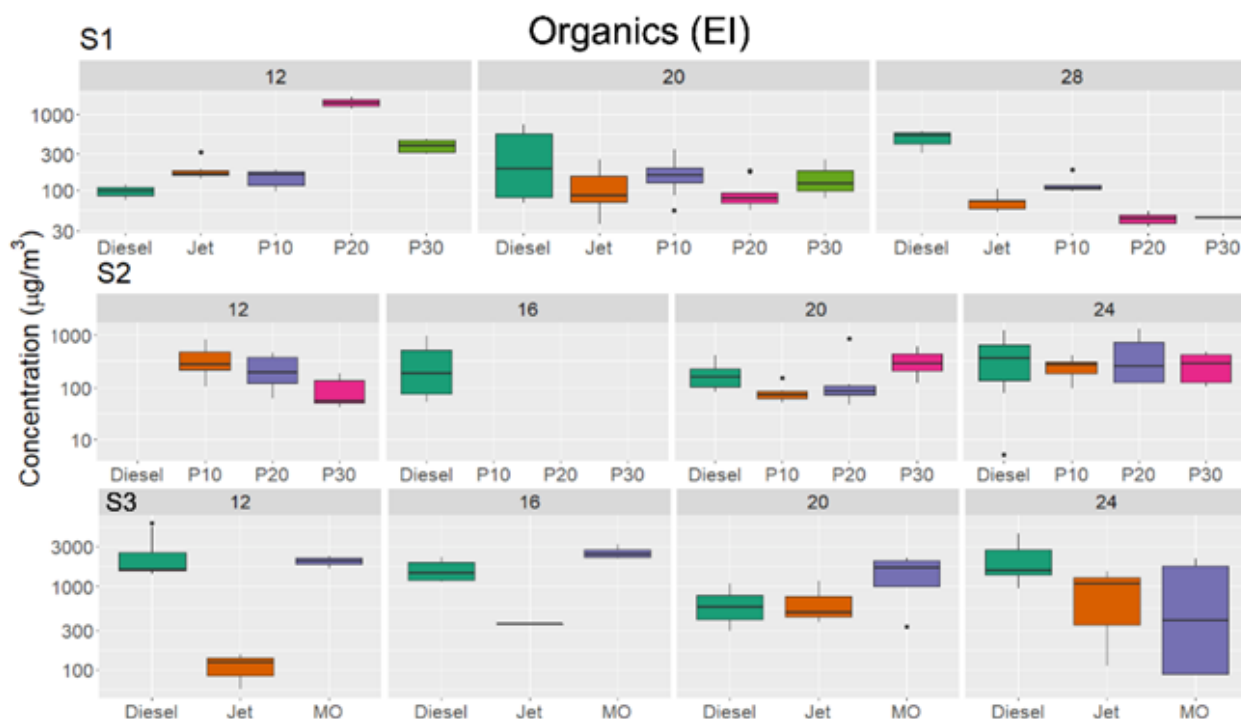 Organics (EI)
S1
12 20 28
1000
300
100
30
Diesel Jet P10 P20 P30 Diesel Jet P10 P20 P30 Diesel Jet P10 P20 P30
Concentration (µg/m³)
S2
12 16 20 24
1000
100
10
Diesel P10 P20 P30 Diesel P10 P20 P30 Diesel P10 P20 P30 Diesel P10 P20 P30
S3
12 16 20 24
3000
1000
300
100
Diesel Jet MO Diesel Jet MO Diesel Jet MO Diesel Jet MO